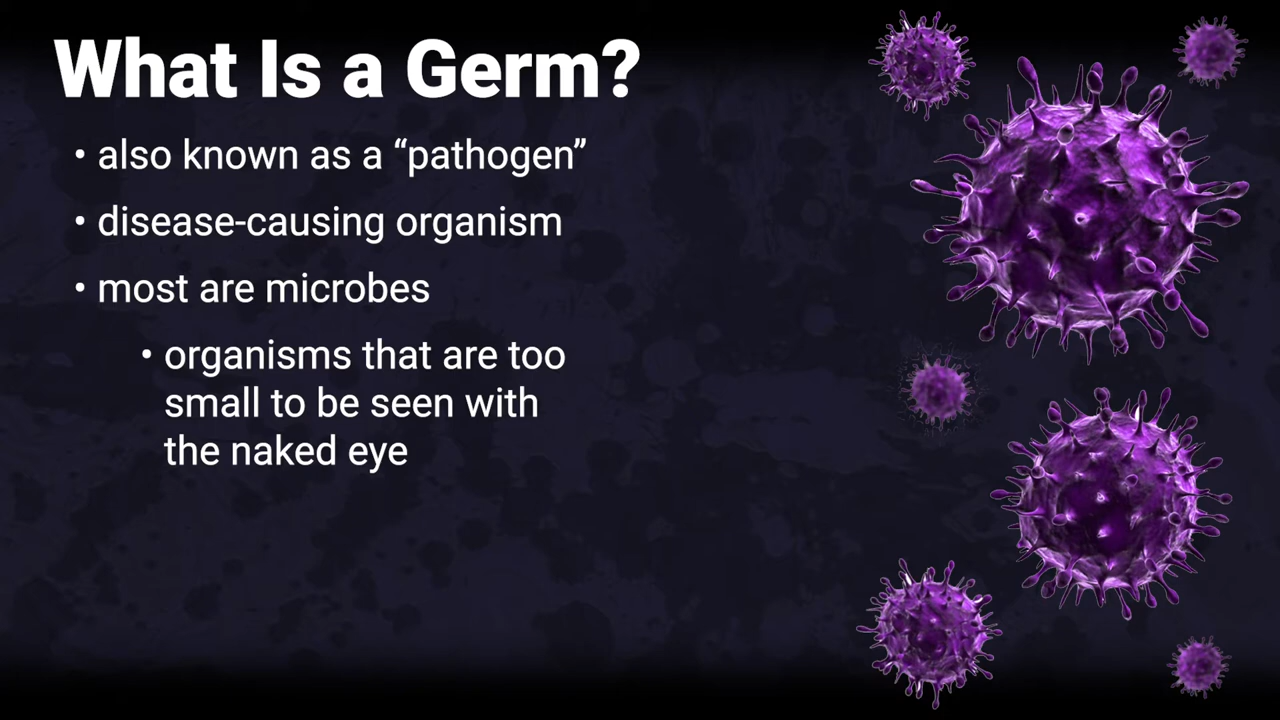 What Is a Germ?
• also known as a “pathogen”
• disease-causing organism
• most are microbes
• organisms that are too
small to be seen with
the naked eye